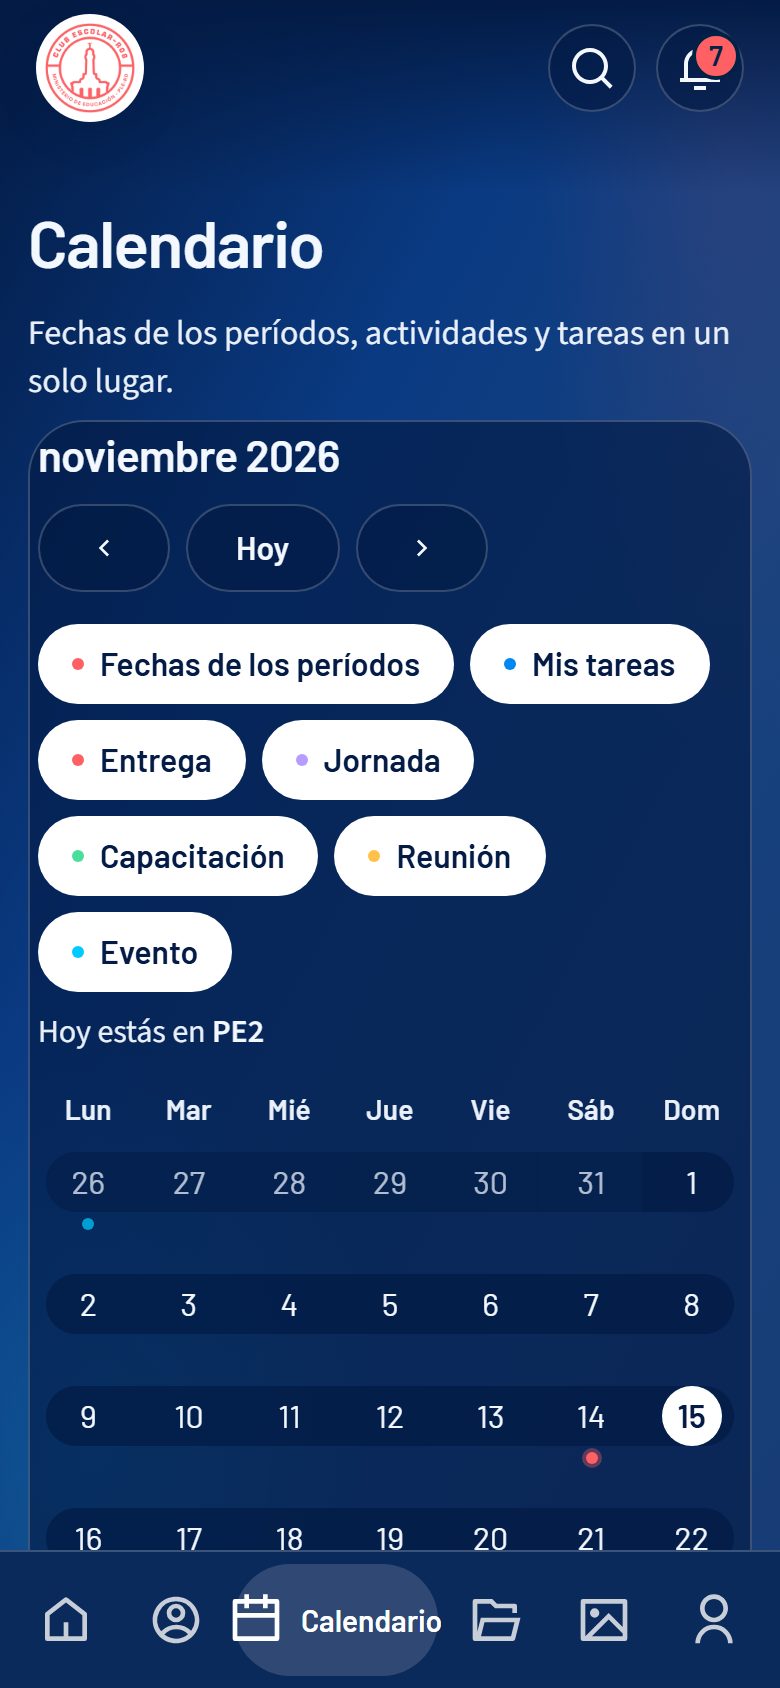 CLUB ESCOLAR-RDS
7
Calendario
Fechas de los períodos, actividades y tareas en un
solo lugar.
noviembre 2026
Hoy
Fechas de los períodos
Mis tareas
Entrega
Jornada
Capacitación
Reunión
Evento
Hoy estás en PE2
Lun Mar Mié Jue Vie Sáb Dom
26 27 28 29 30 31 1
2 3 4 5 6 7 8
9 10 11 12 13 14 15
16 17 18 19 20 21 22
Calendario